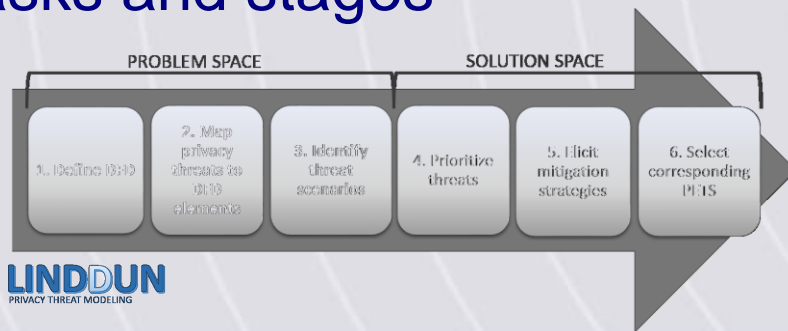 asks and stages
PROBLEM SPACE
SOLUTION SPACE
1. Define DFD
2. Map
privacy
threats to
DFD
elements
3. Identify
threat
scenarios
4. Prioritize
threats
5. Elicit
mitigation
strategies
6. Select
corresponding
PETS
LINDDUN
PRIVACY THREAT MODELING